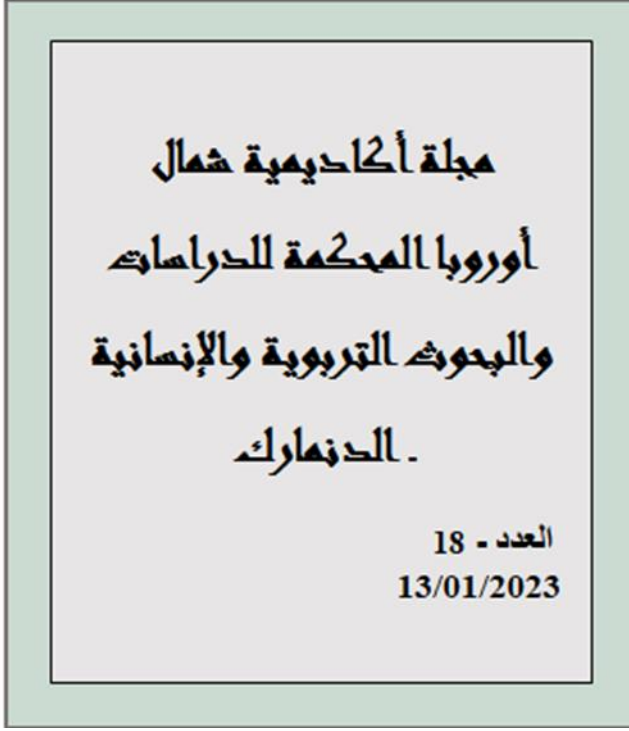 مجلة أكاديمية شمال
أوروبا المحكمة للدراسات
والبحوث التربوية والإنسانية
- الدنمارك.
العدد - 18
13/01/2023